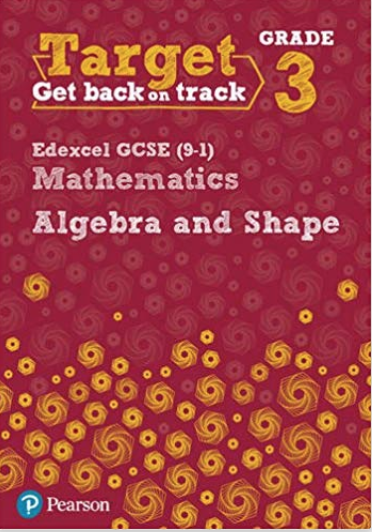 Target
GRADE
3
Get back on track
Edexcel GCSE (9-1)
Mathematics
Algebra and Shape
Pearson